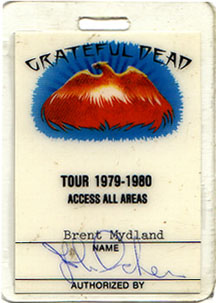 GRATEFUL DEAD
TOUR 1979-1980
ACCESS ALL AREAS
Brent Mydland
NAME
AUTHORIZED BY